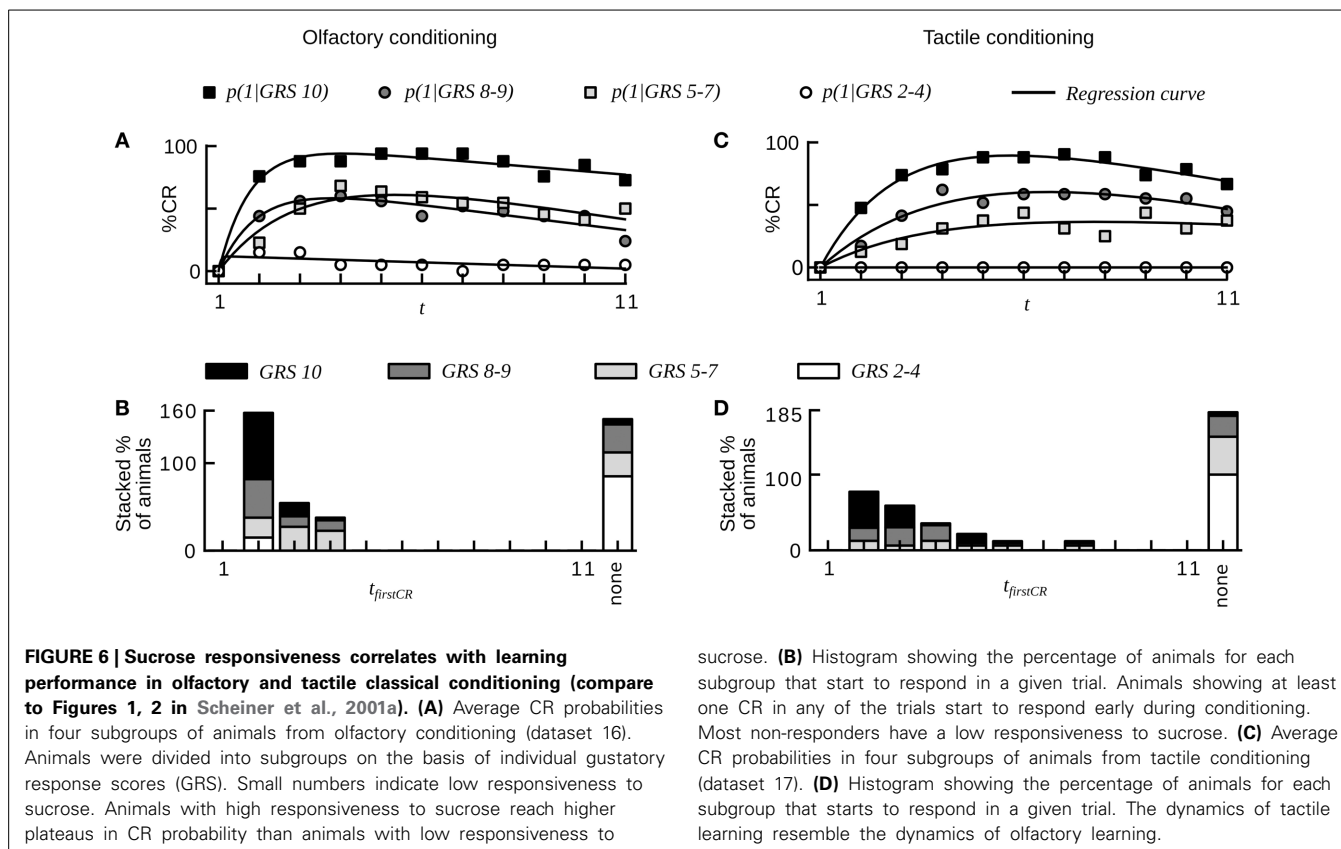 Olfactory conditioning
Tactile conditioning
p(1|GRS 10)
p(1|GRS 8-9)
p(1|GRS 5-7)
p(1|GRS 2-4)
Regression curve
A
100
%CR
0
1
t
11
C
100
%CR
0
1
t
11
GRS 10
GRS 8-9
GRS 5-7
GRS 2-4
B
160
100
0
Stacked %
of animals
1
t firstCR
11
none
D
185
100
0
Stacked %
of animals
1
t firstCR
11
none
FIGURE 6 | Sucrose responsiveness correlates with learning
performance in olfactory and tactile classical conditioning (compare
to Figures 1, 2 in Scheiner et al., 2001a). (A) Average CR probabilities
in four subgroups of animals from olfactory conditioning (dataset 16).
Animals were divided into subgroups on the basis of individual gustatory
response scores (GRS). Small numbers indicate low responsiveness to
sucrose. Animals with high responsiveness to sucrose reach higher
plateaus in CR probability than animals with low responsiveness to
sucrose. (B) Histogram showing the percentage of animals for each
subgroup that start to respond in a given trial. Animals showing at least
one CR in any of the trials start to respond early during conditioning.
Most non-responders have a low responsiveness to sucrose. (C) Average
CR probabilities in four subgroups of animals from tactile conditioning
(dataset 17). (D) Histogram showing the percentage of animals for each
subgroup that starts to respond in a given trial. The dynamics of tactile
learning resemble the dynamics of olfactory learning.